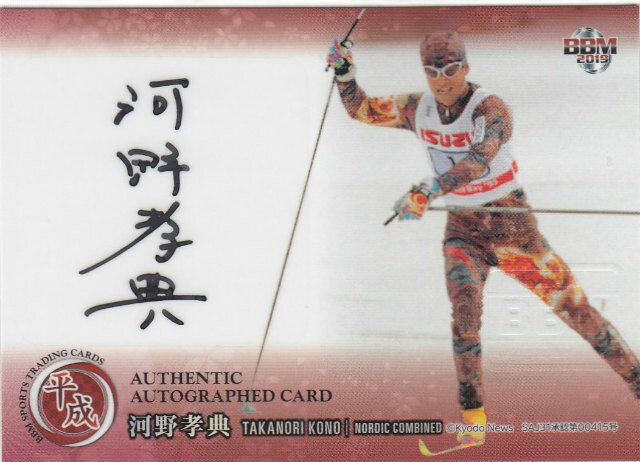 BBM
2019
河野孝典
ISUZU
1
BBM SPORTS TRADING CARDS
平成
AUTHENTIC
AUTOGRAPHED CARD
河野孝典 TAKANORI KONO | NORDIC COMBINED ©Kyodo News SAJ31承認第00415号